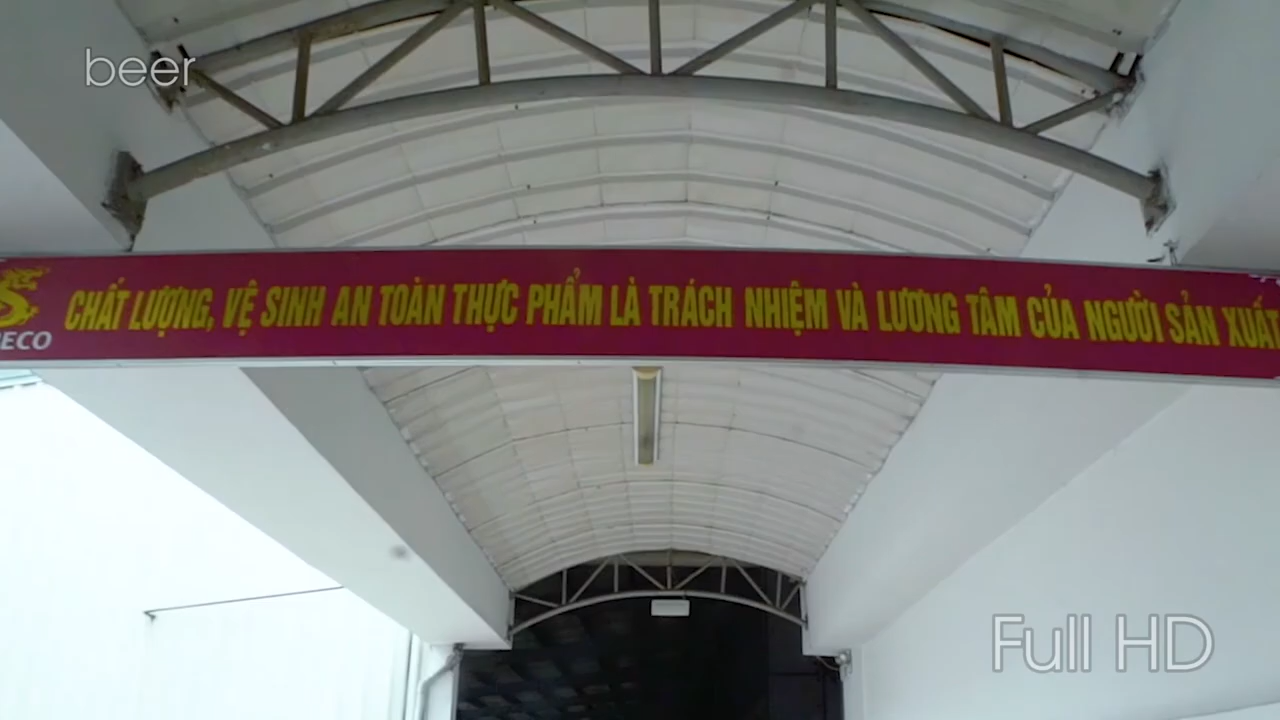 beer
CHẤT LƯỢNG, VỆ SINH AN TOÀN THỰC PHẨM LÀ TRÁCH NHIỆM VÀ LƯƠNG TÂM CỦA NGƯỜI SẢN XUẤT
Full HD